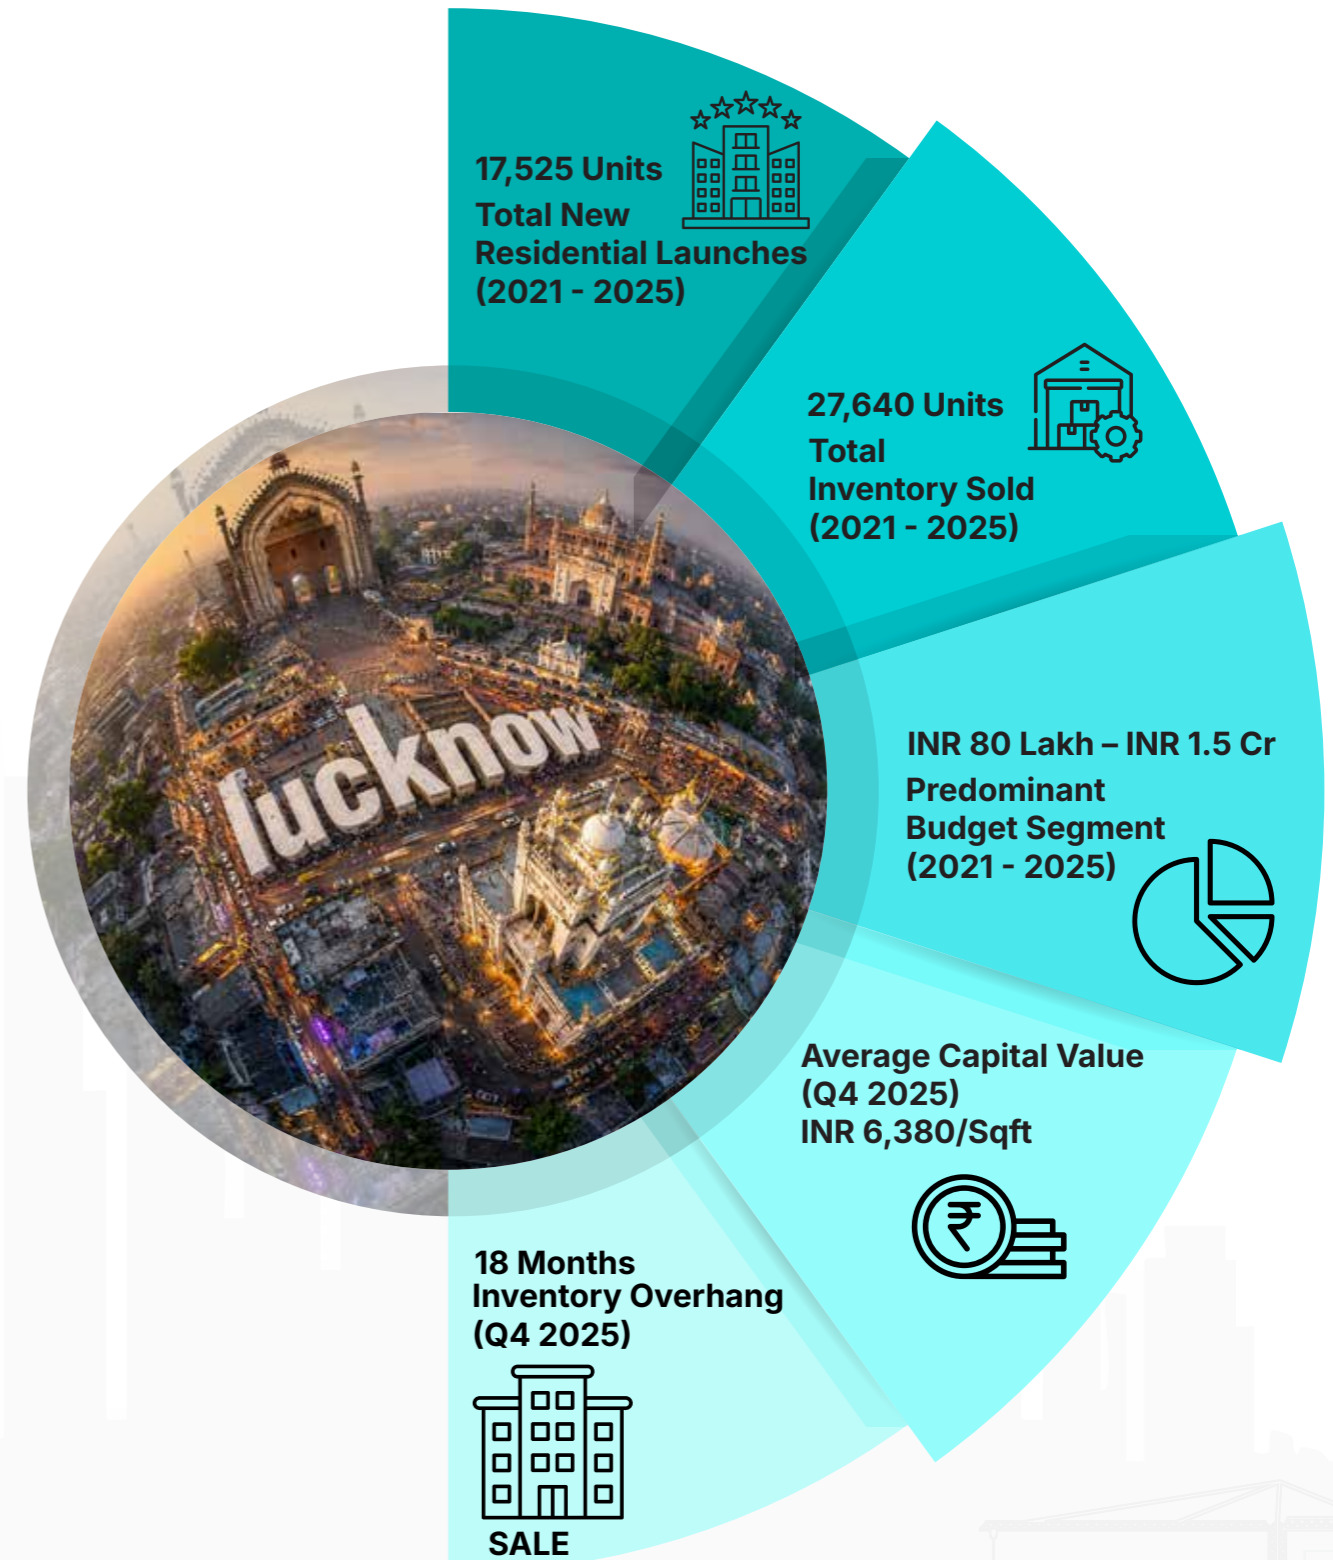 17,525 Units
Total New
Residential Launches
(2021 - 2025)
27,640 Units
Total
Inventory Sold
(2021 - 2025)
lucknow
INR 80 Lakh – INR 1.5 Cr
Predominant
Budget Segment
(2021 - 2025)
Average Capital Value
(Q4 2025)
INR 6,380/Sqft
₹
18 Months
Inventory Overhang
(Q4 2025)
SALE